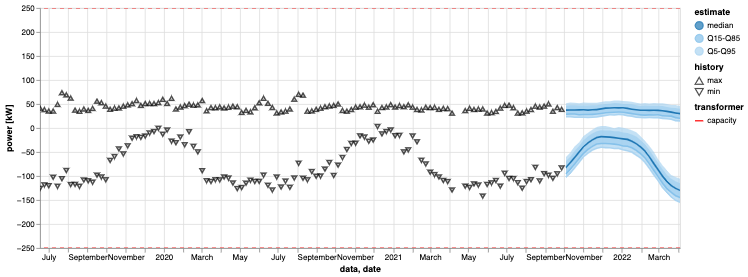 250
200
150
100
50
0
−50
−100
−150
−200
−250
power [kW]
July
September
November
2020
March
May
July
September
November
2021
March
May
July
September
November
2022
March
data, date
estimate
median
Q15-Q85
Q5-Q95
history
max
min
transformer
capacity